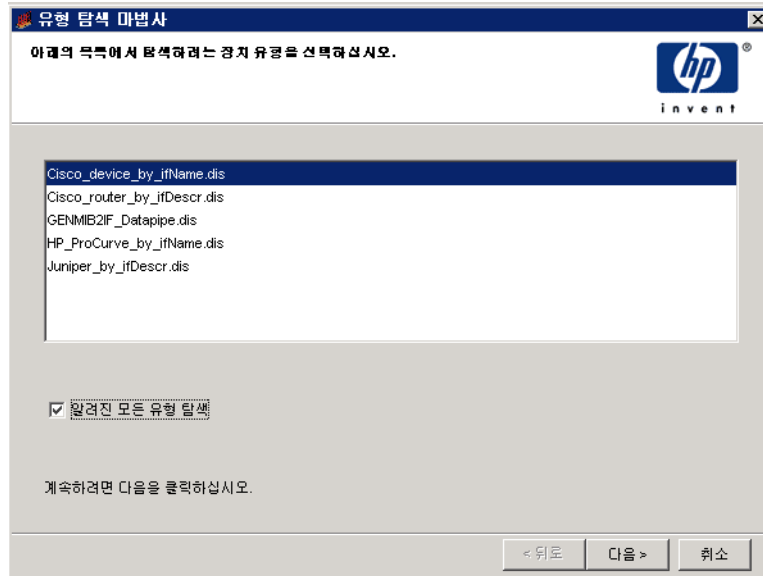 유형 탐색 마법사
아래의 목록에서 탐색하려는 장치 유형을 선택하십시오.
hp
®
invent
Cisco_device_by_ifName.dis
Cisco_router_by_ifDescr.dis
GENMIB2IF_Datapipe.dis
HP_ProCurve_by_ifName.dis
Juniper_by_ifDescr.dis
알려진 모든 유형 탐색
계속하려면 다음을 클릭하십시오.
< 뒤로
다음 >
취소